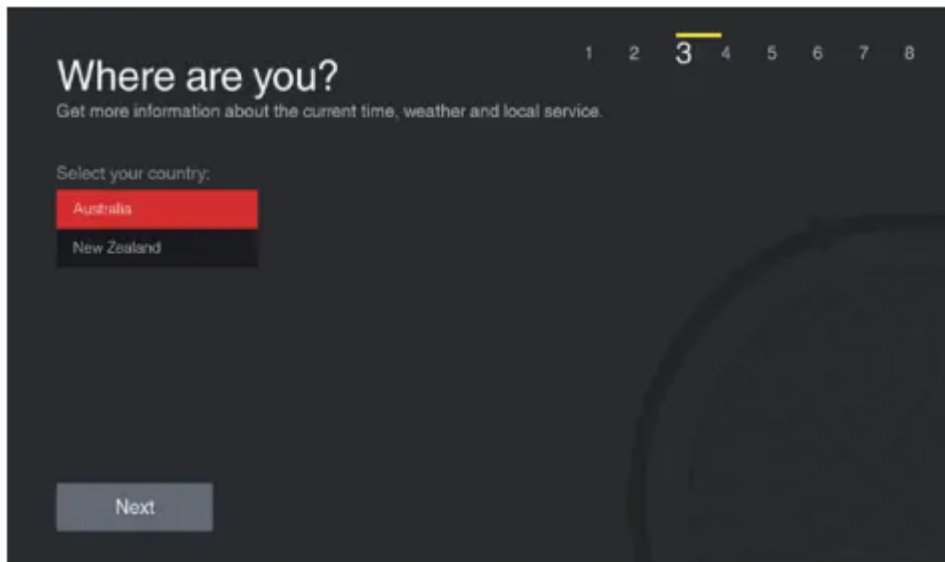 1 2 3 4 5 6 7 8
Where are you?
Get more information about the current time, weather and local service.
Select your country:
Australia
New Zealand
Next